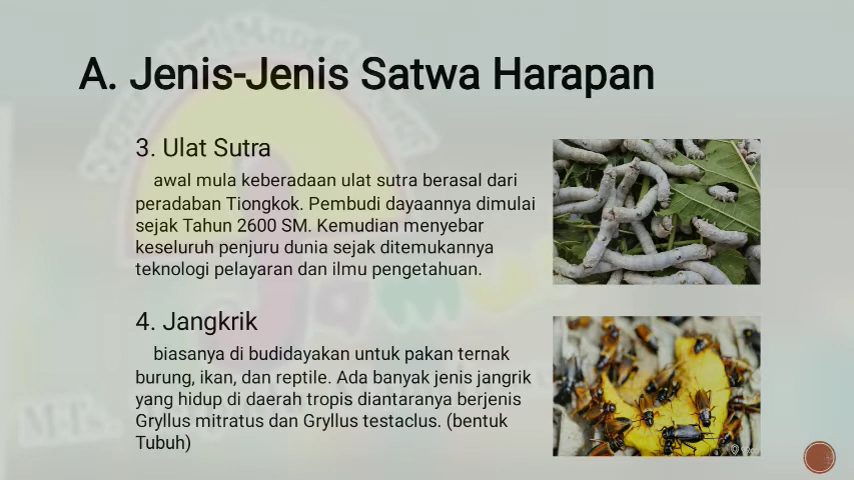 A. Jenis-Jenis Satwa Harapan
3. Ulat Sutra
awal mula keberadaan ulat sutra berasal dari
peradaban Tiongkok. Pembudi dayaannya dimulai
sejak Tahun 2600 SM. Kemudian menyebar
keseluruh penjuru dunia sejak ditemukannya
teknologi pelayaran dan ilmu pengetahuan.
4. Jangkrik
biasanya di budidayakan untuk pakan ternak
burung, ikan, dan reptile. Ada banyak jenis jangrik
yang hidup di daerah tropis diantaranya berjenis
Gryllus mitratus dan Gryllus testaclus. (bentuk
Tubuh)
M.Ts.